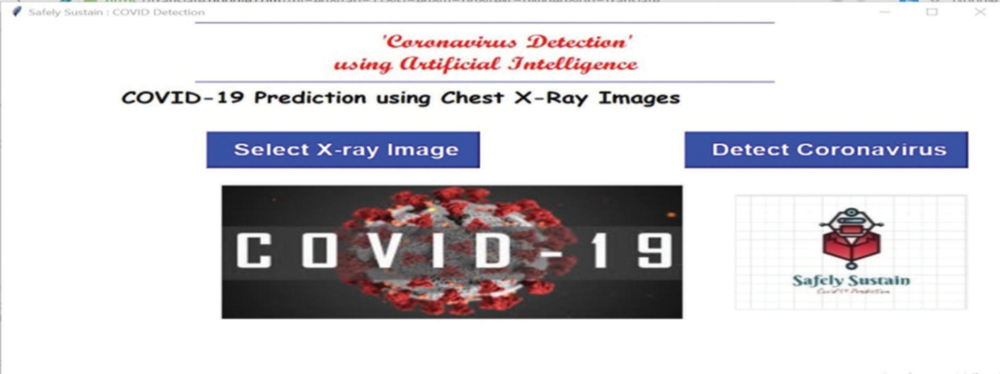 Safely Sustain : COVID Detection
'Coronavirus Detection'
using Artificial Intelligence
COVID-19 Prediction using Chest X-Ray Images
Select X-ray Image
Detect Coronavirus
COVID-19
Safely Sustain
Covid 19 Prediction